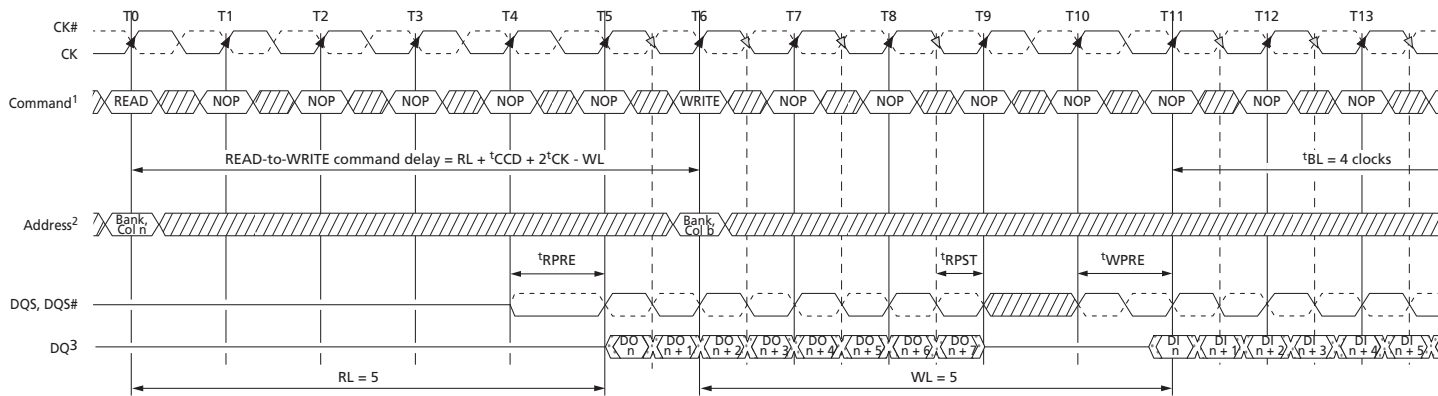 T0 T1 T2 T3 T4 T5 T6 T7 T8 T9 T10 T11 T12 T13
CK#
CK
Command1 READ NOP NOP NOP NOP NOP WRITE NOP NOP NOP NOP NOP NOP NOP
READ-to-WRITE command delay = RL + tCCD + 2tCK - WL tBL = 4 clocks
Address2 Bank, Col n Bank, Col b
tRPRE tRPST tWPRE
DQS, DQS#
DQ3 DO n DO n + 1 DO n + 2 DO n + 3 DO n + 4 DO n + 5 DO n + 6 DO n + 7 DI n DI n + 1 DI n + 2 DI n + 3 DI n + 4 DI n + 5
RL = 5 WL = 5